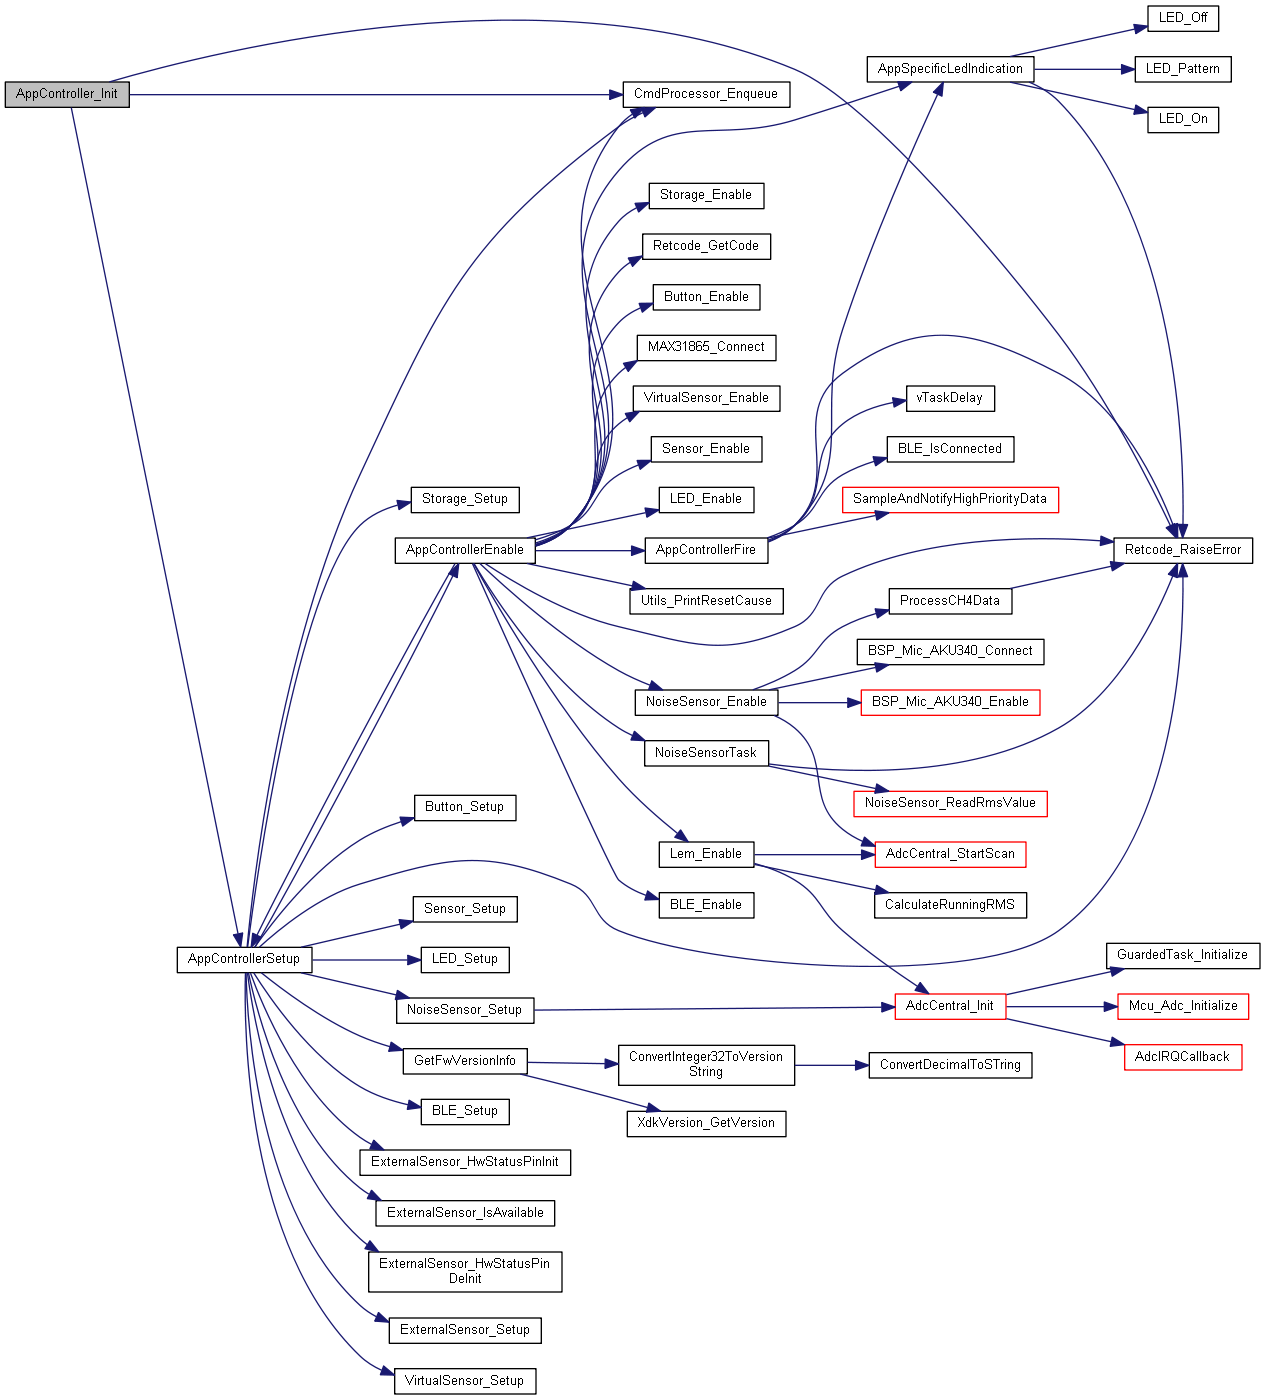 LED_Off
AppSpecificLedIndication
LED_Pattern
AppController_Init
CmdProcessor_Enqueue
LED_On
Storage_Enable
Retcode_GetCode
Button_Enable
MAX31865_Connect
VirtualSensor_Enable
vTaskDelay
Sensor_Enable
BLE_IsConnected
Storage_Setup
LED_Enable
SampleAndNotifyHighPriorityData
AppControllerEnable
AppControllerFire
Retcode_RaiseError
Utils_PrintResetCause
ProcessCH4Data
BSP_Mic_AKU340_Connect
NoiseSensor_Enable
BSP_Mic_AKU340_Enable
NoiseSensorTask
Button_Setup
NoiseSensor_ReadRmsValue
Lem_Enable
AdcCentral_StartScan
Sensor_Setup
BLE_Enable
CalculateRunningRMS
AppControllerSetup
LED_Setup
GuardedTask_Initialize
NoiseSensor_Setup
AdcCentral_Init
Mcu_Adc_Initialize
GetFwVersionInfo
ConvertInteger32ToVersion
String
ConvertDecimalToSTring
AdcIRQCallback
BLE_Setup
XdkVersion_GetVersion
ExternalSensor_HwStatusPinInit
ExternalSensor_IsAvailable
ExternalSensor_HwStatusPin
DeInit
ExternalSensor_Setup
VirtualSensor_Setup